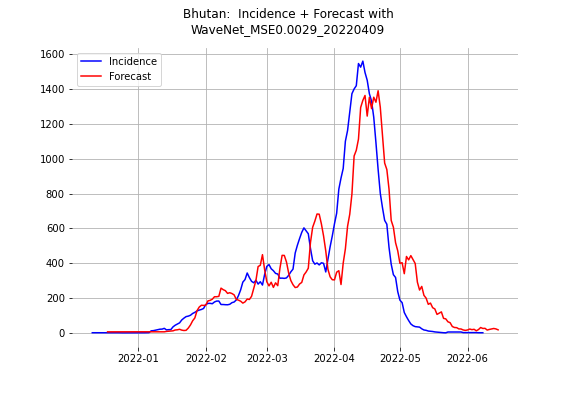 Bhutan:  Incidence + Forecast with
WaveNet_MSE0.0029_20220409
Incidence
Forecast
1600
1400
1200
1000
800
600
400
200
0
2022-01 2022-02 2022-03 2022-04 2022-05 2022-06